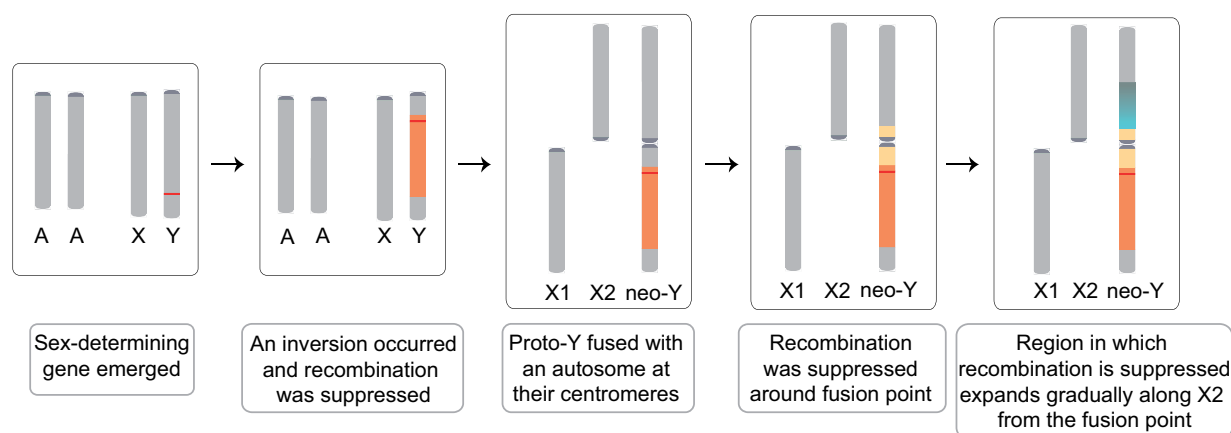 A A X Y
A A X Y
X1 X2 neo-Y
X1 X2 neo-Y
X1 X2 neo-Y
Sex-determining
gene emerged
An inversion occurred
and recombination
was suppressed
Proto-Y fused with
an autosome at
their centromeres
Recombination
was suppressed
around fusion point
Region in which
recombination is suppressed
expands gradually along X2
from the fusion point